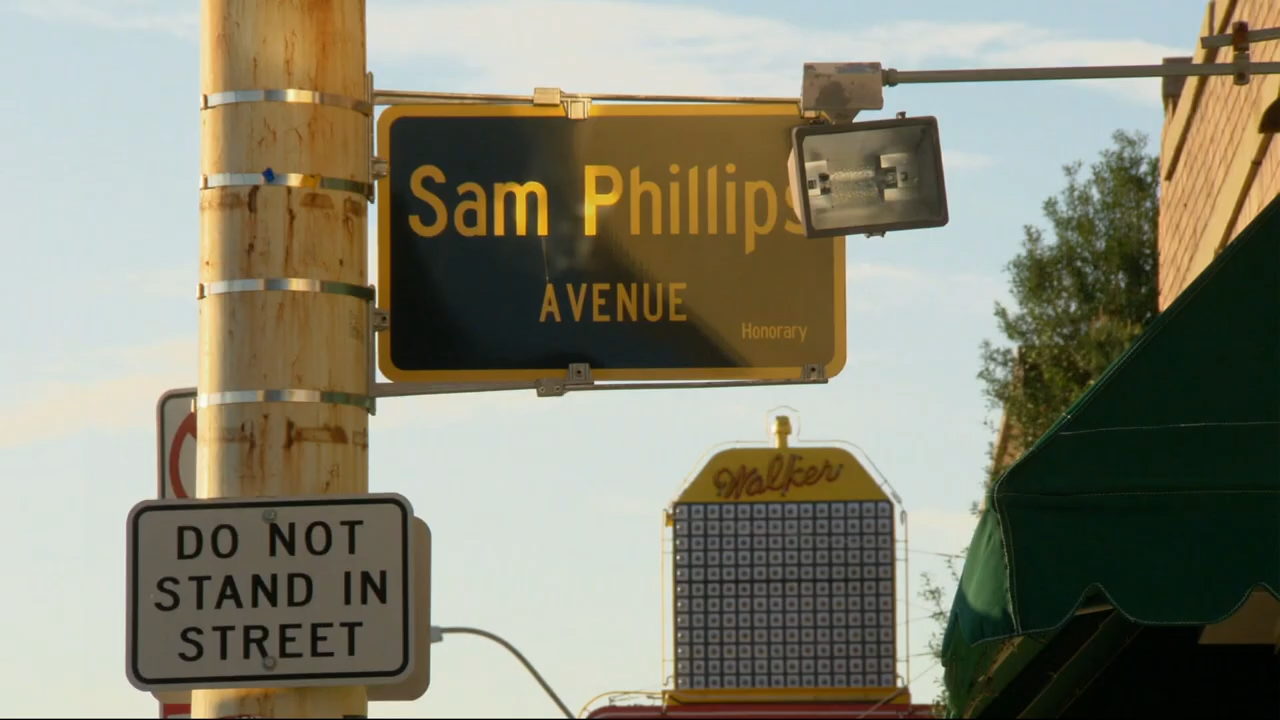 Sam Phillips
AVENUE
Honorary
Walker
DO NOT
STAND IN
STREET